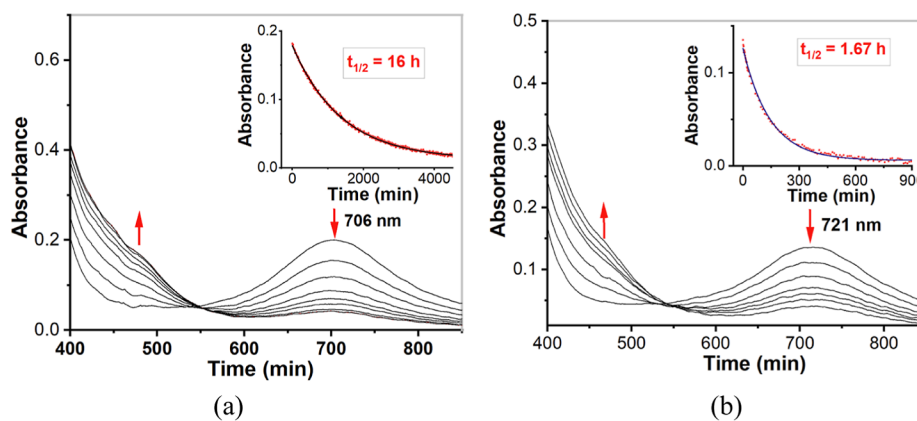 (a)
0.6
0.4
0.2
0.0
Absorbance
400
500
600
700
800
Time (min)
706 nm
0.2
0.1
0.0
Absorbance
0
2000
4000
Time (min)
t1/2 = 16 h
(b)
0.5
0.4
0.3
0.2
0.1
Absorbance
400
500
600
700
800
Time (min)
721 nm
0.1
0.0
Absorbance
0
300
600
900
Time (min)
t1/2 = 1.67 h
(a)
(b)